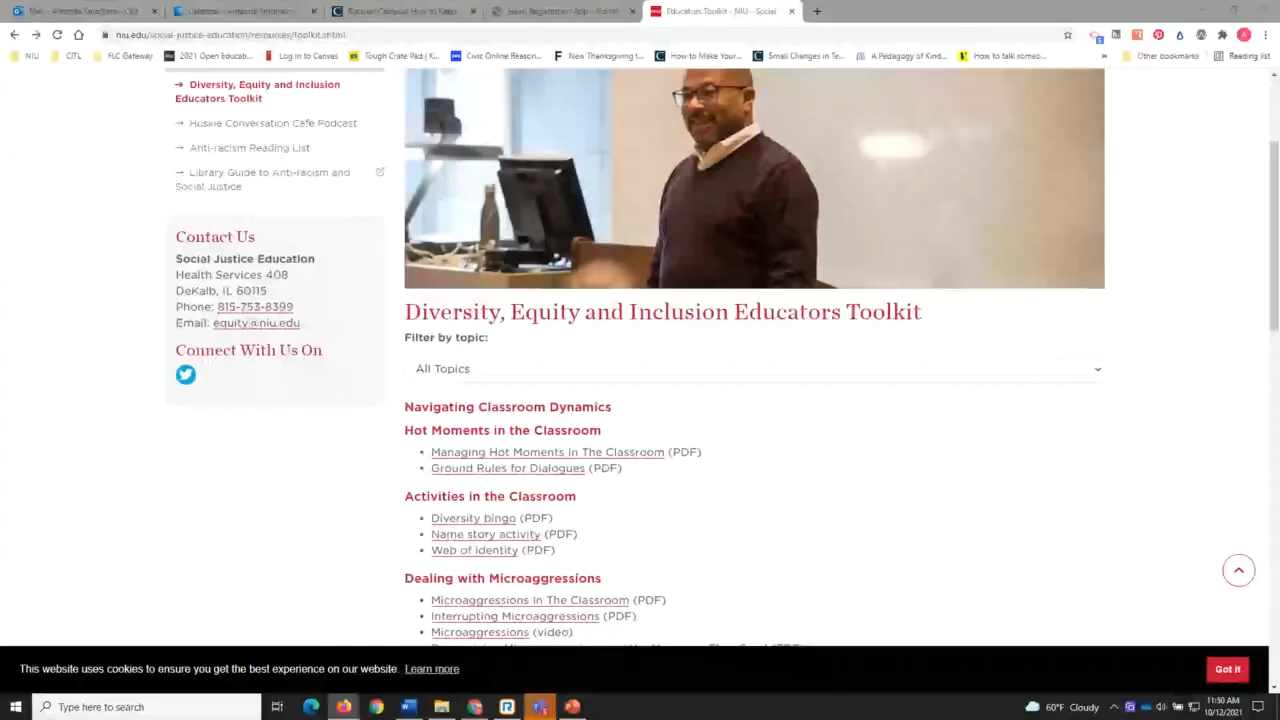 Educators Toolkit - NIU - Social
niu.edu/social-justice-education/resources/toolkit.shtml
NIU
CITL
FLC Gateway
2021 Open Educati...
Log In to Canvas
Tough Crate Pad: K...
Civic Online Reason...
New Thanksgiving t...
How to Make Your...
Small Changes in Te...
A Pedagogy of Kind...
How to talk someo...
»
Other bookmarks
Reading list
→ Diversity, Equity and Inclusion
Educators Toolkit
→ Huskie Conversation Cafe Podcast
→ Anti-racism Reading List
→ Library Guide to Anti-racism and
Social Justice
Contact Us
Social Justice Education
Health Services 408
DeKalb, IL 60115
Phone: 815-753-8399
Email: equity@niu.edu
Connect With Us On
Diversity, Equity and Inclusion Educators Toolkit
Filter by topic:
All Topics
Navigating Classroom Dynamics
Hot Moments in the Classroom
• Managing Hot Moments In The Classroom (PDF)
• Ground Rules for Dialogues (PDF)
Activities in the Classroom
• Diversity bingo (PDF)
• Name story activity (PDF)
• Web of identity (PDF)
Dealing with Microaggressions
• Microaggressions In The Classroom (PDF)
• Interrupting Microaggressions (PDF)
• Microaggressions (video)
This website uses cookies to ensure you get the best experience on our website. Learn more
Got it
Type here to search
60°F Cloudy
11:50 AM
10/12/2021